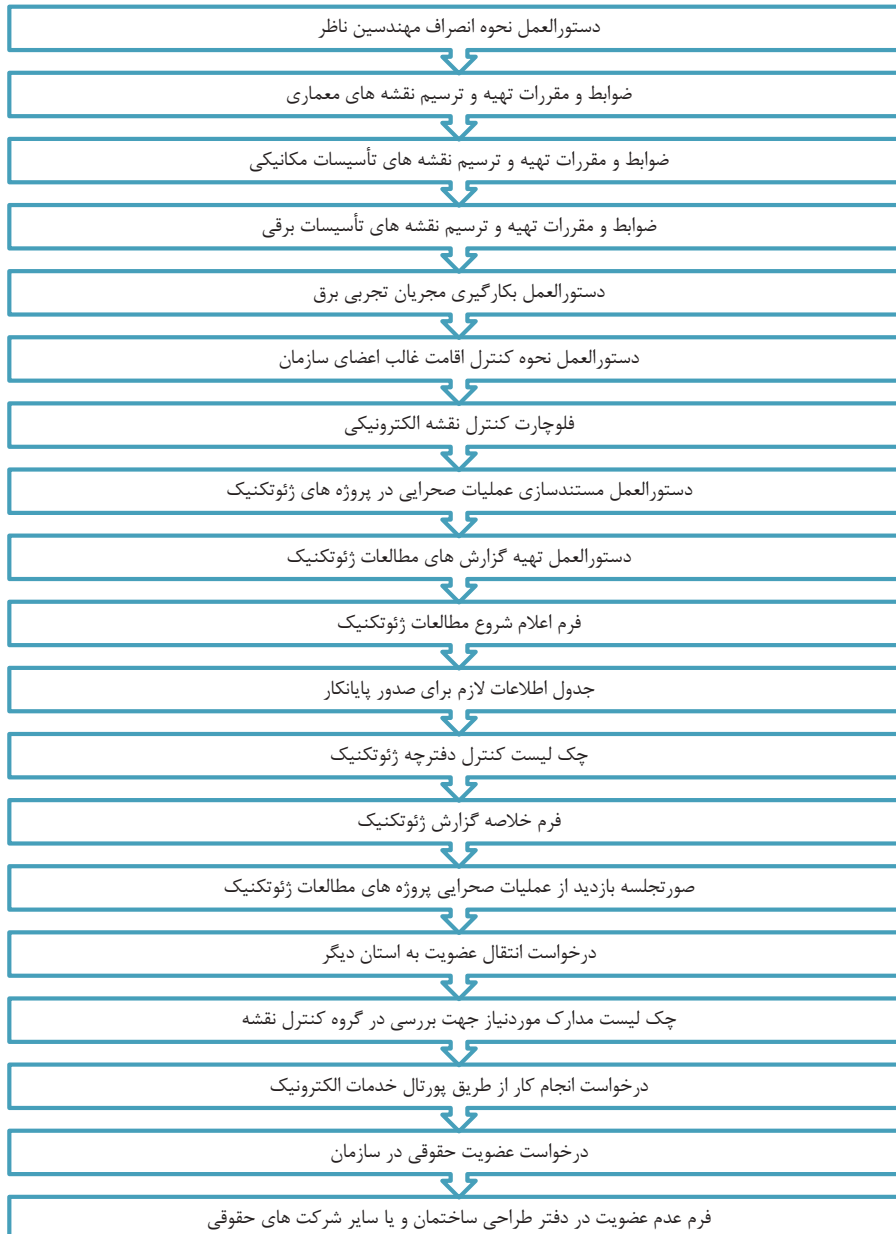 دستورالعمل نحوه انصراف مهندسین ناظر
ضوابط و مقررات تهیه و ترسیم نقشه های معماری
ضوابط و مقررات تهیه و ترسیم نقشه های تأسیسات مکانیکی
ضوابط و مقررات تهیه و ترسیم نقشه های تأسیسات برقی
دستورالعمل بکارگیری مجریان تجربی برق
دستورالعمل نحوه کنترل اقامت غالب اعضای سازمان
فلوچارت کنترل نقشه الکترونیکی
دستورالعمل مستندسازی عملیات صحرایی در پروژه های ژئوتکنیک
دستورالعمل تهیه گزارش های مطالعات ژئوتکنیک
فرم اعلام شروع مطالعات ژئوتکنیک
جدول اطلاعات لازم برای صدور پایانکار
چک لیست کنترل دفترچه ژئوتکنیک
فرم خلاصه گزارش ژئوتکنیک
صورتجلسه بازدید از عملیات صحرایی پروژه های مطالعات ژئوتکنیک
درخواست انتقال عضویت به استان دیگر
چک لیست مدارک موردنیاز جهت بررسی در گروه کنترل نقشه
درخواست انجام کار از طریق پورتال خدمات الکترونیک
درخواست عضویت حقوقی در سازمان
فرم عدم عضویت در دفتر طراحی ساختمان و یا سایر شرکت های حقوقی